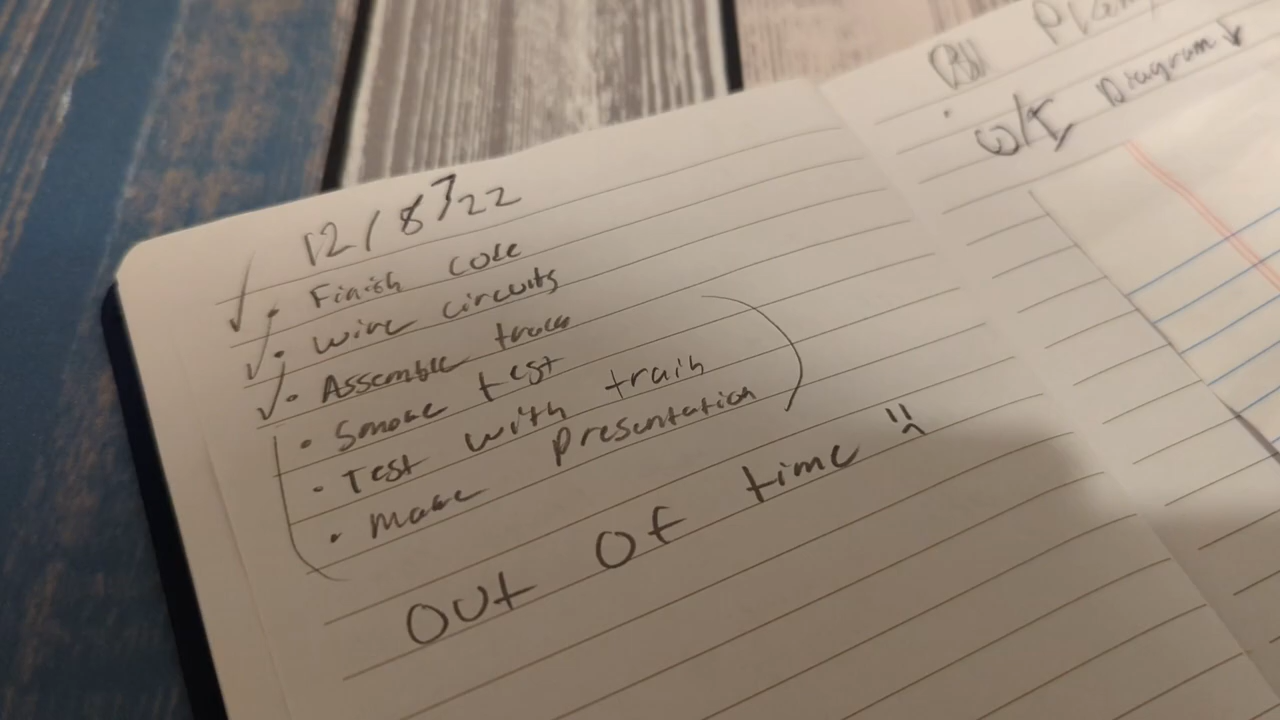 12/8/22
✓ • Finish code
✓ • wire circuits
✓ • Assemble track
• Smoke test
• Test with train
• Make presentation
out of time
w/ Diagram ↓